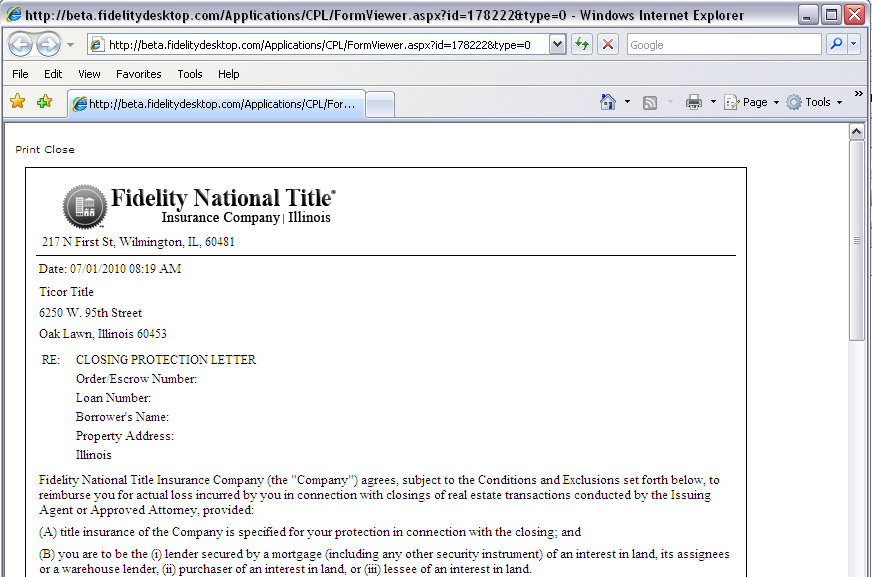 http://beta.fidelitydesktop.com/Applications/CPL/FormViewer.aspx?id=178222&type=0 - Windows Internet Explorer
http://beta.fidelitydesktop.com/Applications/CPL/FormViewer.aspx?id=178222&type=0 Google
File Edit View Favorites Tools Help
http://beta.fidelitydesktop.com/Applications/CPL/For... Page Tools »
Print Close
Fidelity National Title®
Insurance Company | Illinois
217 N First St, Wilmington, IL, 60481
Date: 07/01/2010 08:19 AM
Ticor Title
6250 W. 95th Street
Oak Lawn, Illinois 60453
RE: CLOSING PROTECTION LETTER
Order/Escrow Number:
Loan Number:
Borrower's Name:
Property Address:
Illinois
Fidelity National Title Insurance Company (the "Company") agrees, subject to the Conditions and Exclusions set forth below, to
reimburse you for actual loss incurred by you in connection with closings of real estate transactions conducted by the Issuing
Agent or Approved Attorney, provided:
(A) title insurance of the Company is specified for your protection in connection with the closing; and
(B) you are to be the (i) lender secured by a mortgage (including any other security instrument) of an interest in land, its assignees
or a warehouse lender, (ii) purchaser of an interest in land, or (iii) lessee of an interest in land.